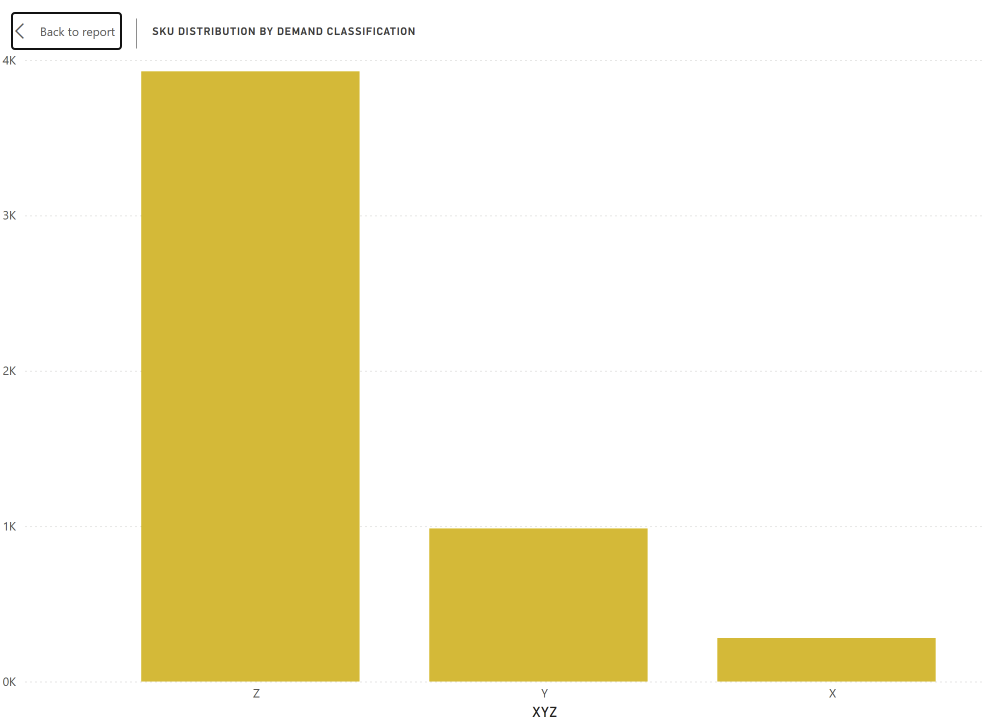 Back to report
SKU DISTRIBUTION BY DEMAND CLASSIFICATION
4K
3K
2K
1K
0K
Z Y X
XYZ